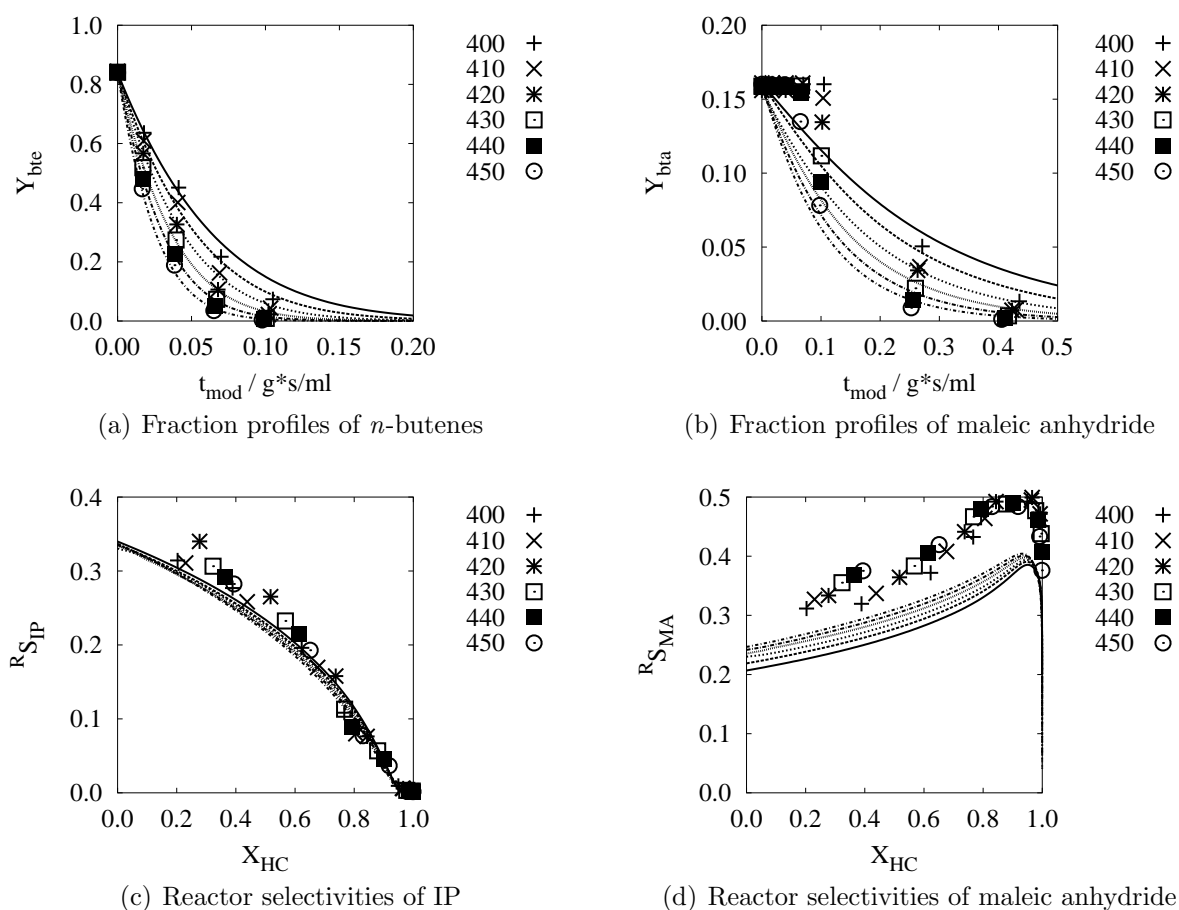 1.0
0.8
0.6
0.4
0.2
0.0
Y_bte
0.00 0.05 0.10 0.15 0.20
t_mod / g*s/ml
400
410
420
430
440
450
(a) Fraction profiles of n-butenes
0.20
0.15
0.10
0.05
0.00
Y_bta
0.0 0.1 0.2 0.3 0.4 0.5
t_mod / g*s/ml
400
410
420
430
440
450
(b) Fraction profiles of maleic anhydride
0.4
0.3
0.2
0.1
0.0
^R S_IP
0.0 0.2 0.4 0.6 0.8 1.0
X_HC
400
410
420
430
440
450
(c) Reactor selectivities of IP
0.5
0.4
0.3
0.2
0.1
0.0
^R S_MA
0.0 0.2 0.4 0.6 0.8 1.0
X_HC
400
410
420
430
440
450
(d) Reactor selectivities of maleic anhydride